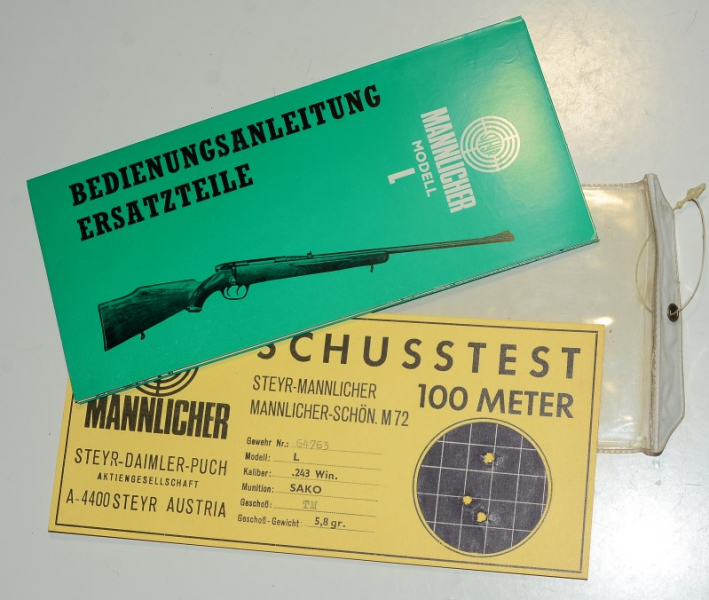 BEDIENUNGSANLEITUNG
ERSATZTEILE
MANNLICHER
MODELL
L
SCHUSSTEST
100 METER
MANNLICHER
STEYR-DAIMLER-PUCH
AKTIENGESELLSCHAFT
A-4400 STEYR AUSTRIA
STEYR-MANNLICHER
MANNLICHER-SCHÖN. M 72
Gewehr Nr.: 64763
Modell: L
Kaliber: .243 Win.
Munition: SAKO
Geschoß: TM
Geschoß-Gewicht: 5,8 gr.